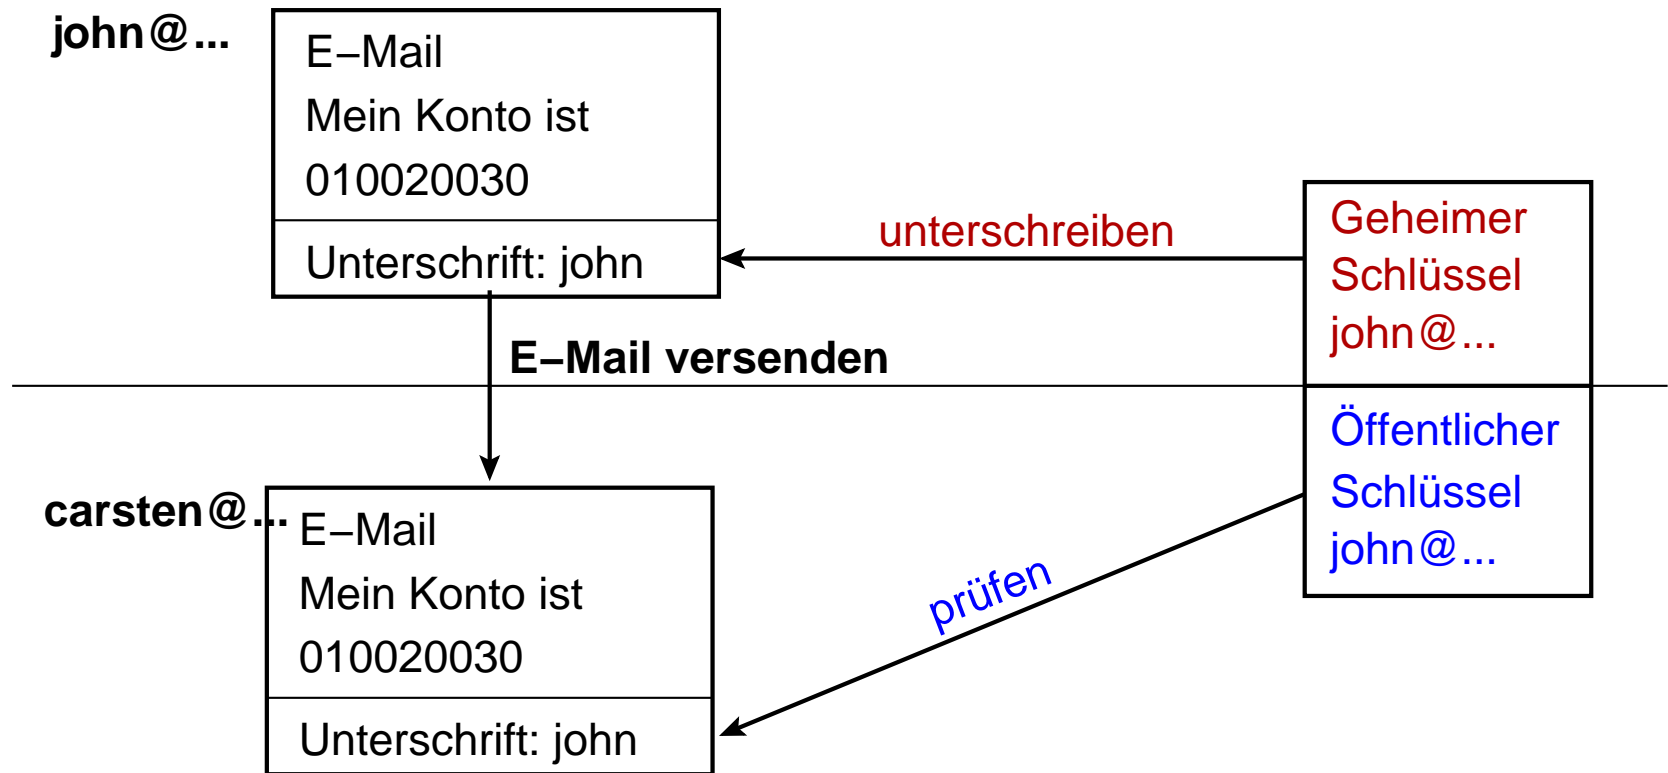 john@...
E−Mail
Mein Konto ist
010020030
Unterschrift: john
unterschreiben
Geheimer
Schlüssel
john@...
E−Mail versenden
Öffentlicher
Schlüssel
john@...
prüfen
carsten@...
E−Mail
Mein Konto ist
010020030
Unterschrift: john